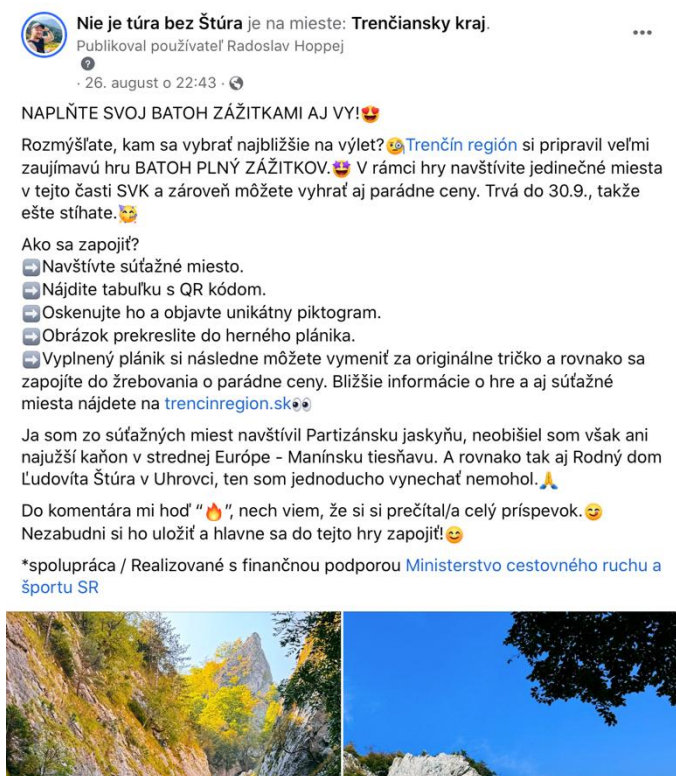 Nie je túra bez Štúra je na mieste: Trenčiansky kraj.
Publikoval používateľ Radoslav Hoppej
· 26. august o 22:43 ·
NAPLŇTE SVOJ BATOH ZÁŽITKAMI AJ VY!😍
Rozmýšľate, kam sa vybrať najbližšie na výlet?🧐Trenčín región si pripravil veľmi
zaujímavú hru BATOH PLNÝ ZÁŽITKOV.🤩 V rámci hry navštívite jedinečné miesta
v tejto časti SVK a zároveň môžete vyhrať aj parádne ceny. Trvá do 30.9., takže
ešte stíhate.🥳
Ako sa zapojiť?
➡️Navštívte súťažné miesto.
➡️Nájdite tabuľku s QR kódom.
➡️Oskenujte ho a objavte unikátny piktogram.
➡️Obrázok prekreslite do herného plánika.
➡️Vyplnený plánik si následne môžete vymeniť za originálne tričko a rovnako sa
zapojíte do žrebovania o parádne ceny. Bližšie informácie o hre a aj súťažné
miesta nájdete na trencinregion.sk👀
Ja som zo súťažných miest navštívil Partizánsku jaskyňu, neobišiel som však ani
najužší kaňon v strednej Európe - Manínsku tiesňavu. A rovnako tak aj Rodný dom
Ľudovíta Štúra v Uhrovci, ten som jednoducho vynechať nemohol.🙏
Do komentára mi hoď “🔥”, nech viem, že si si prečítal/a celý príspevok.😊
Nezabudni si ho uložiť a hlavne sa do tejto hry zapojiť!😊
*spolupráca / Realizované s finančnou podporou Ministerstvo cestovného ruchu a
športu SR